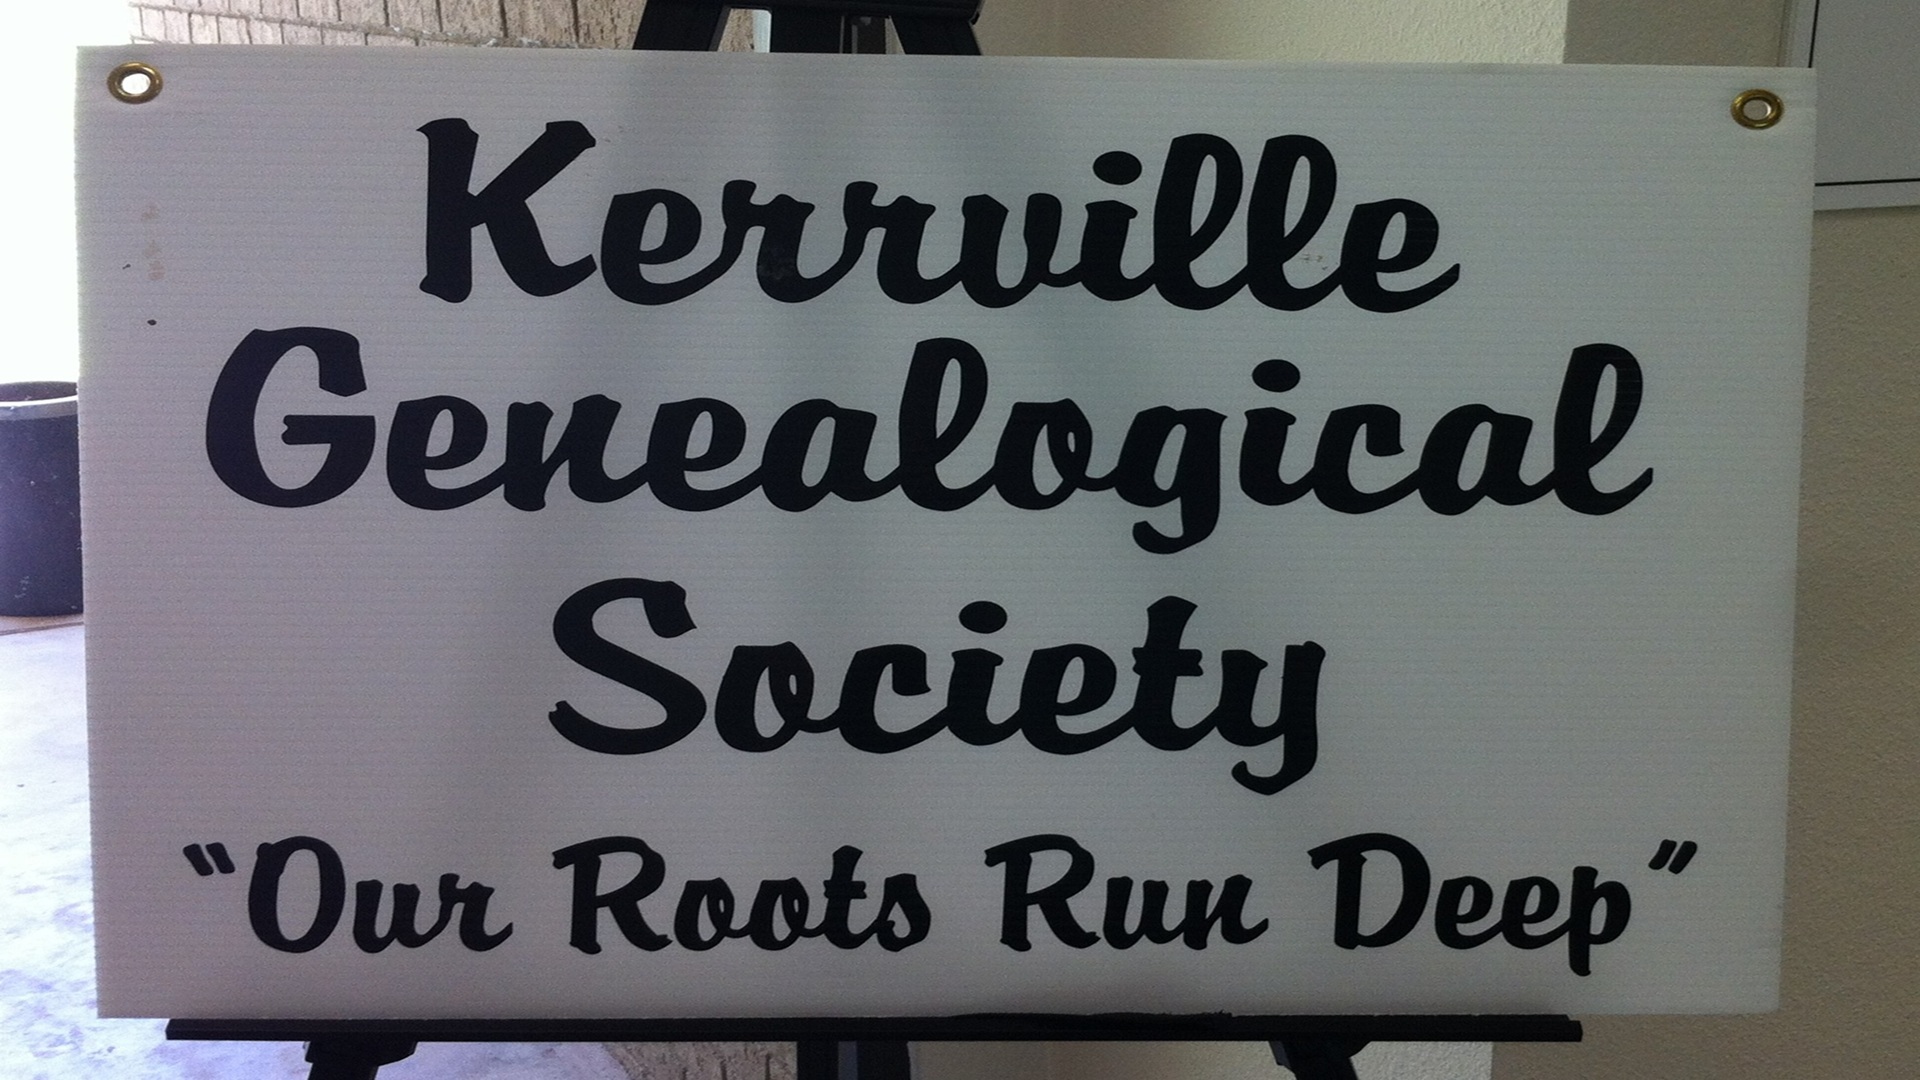 Kerrville
Genealogical
Society
“Our Roots Run Deep”